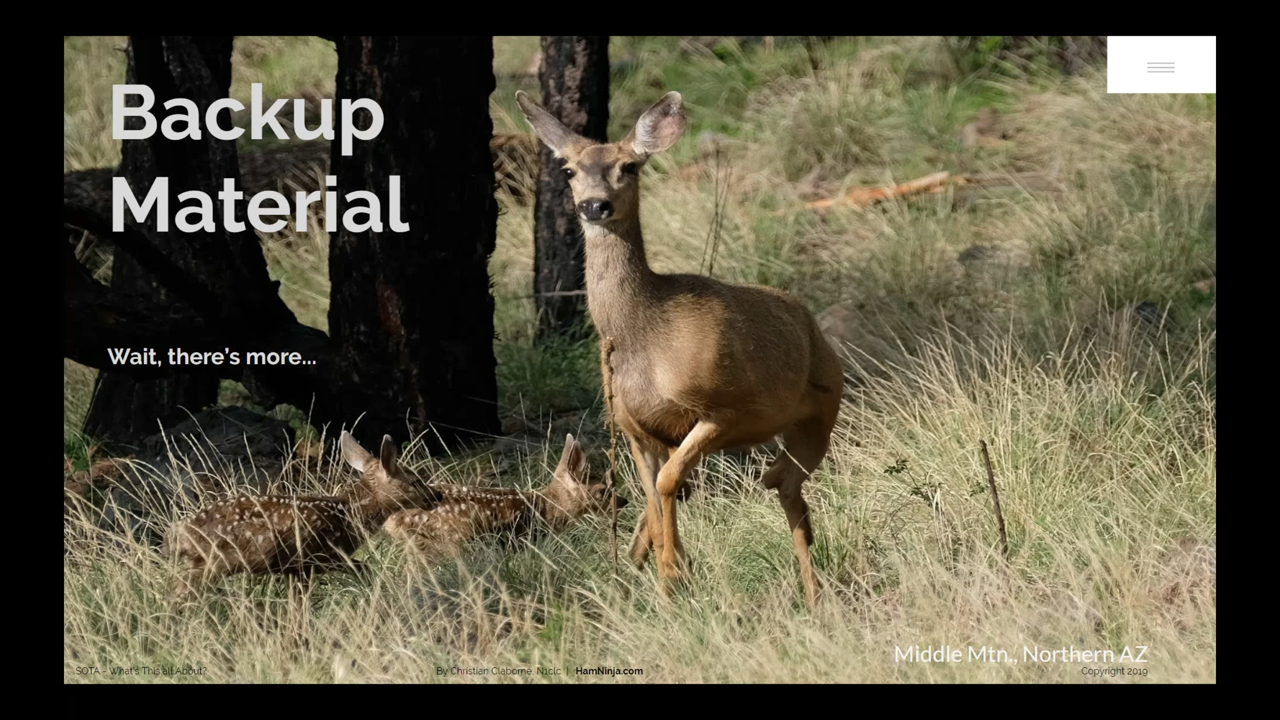 Backup
Material
Wait, there's more...
Middle Mtn., Northern AZ
SOTA - What's This all About?
By Christian Claborne, N1clc | HamNinja.com
Copyright 2019